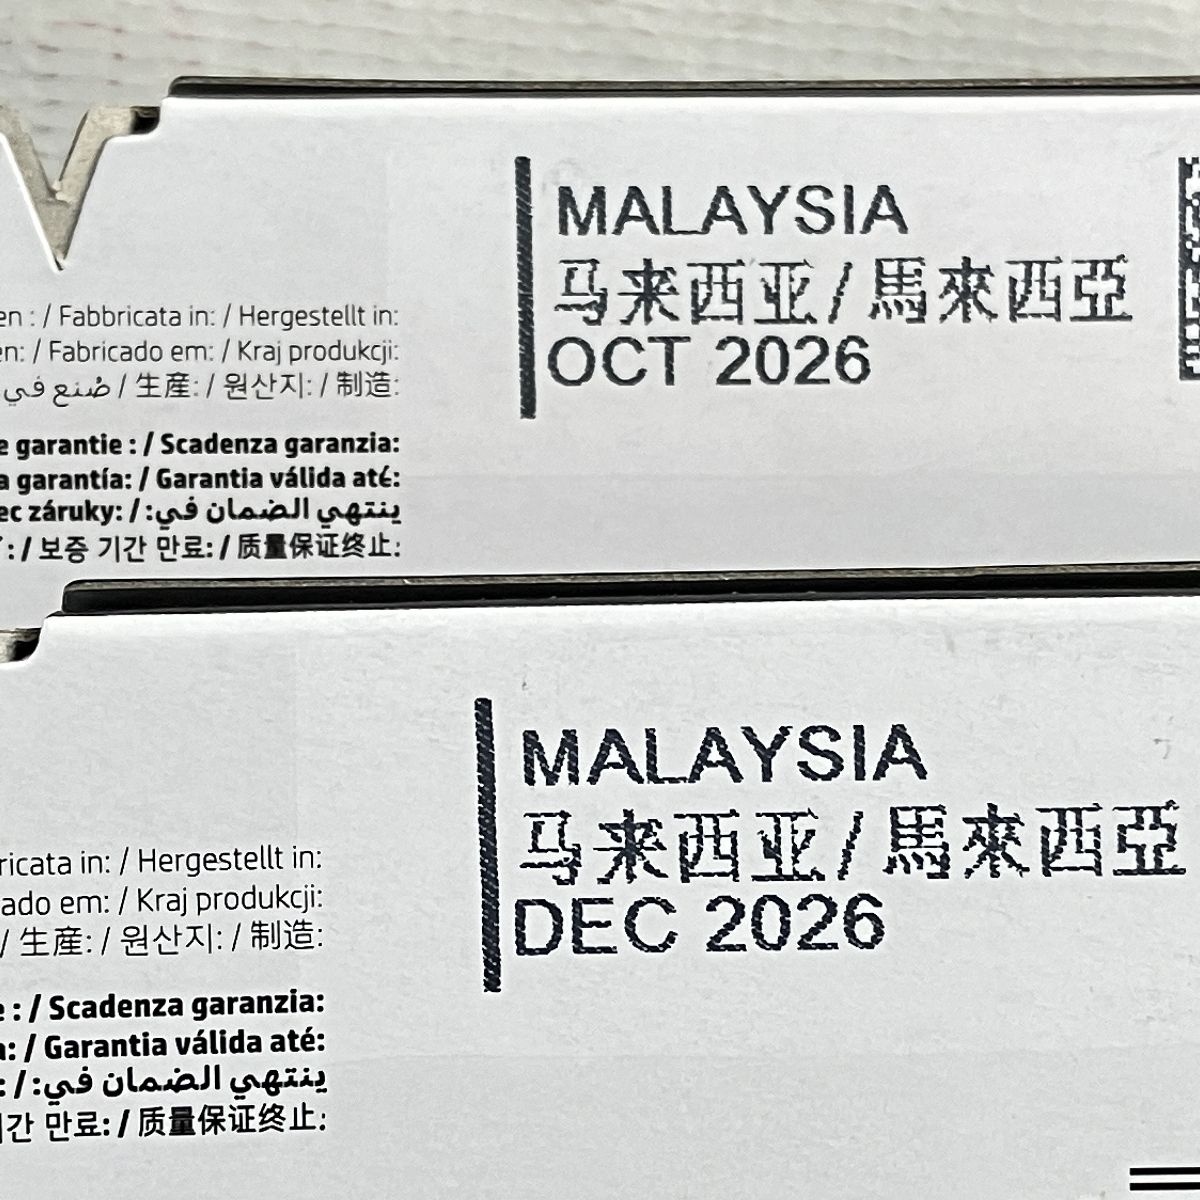 MALAYSIA
马来西亚 / 馬來西亞
OCT 2026
en : / Fabbricata in: / Hergestellt in:
en: / Fabricado em: / Kraj produkcji:
صُنع في / 生産: / 원산지: / 制造:
e garantie : / Scadenza garanzia:
a garantía: / Garantia válida até:
ec záruky: / ينتهي الضمان في:
: / 보증 기간 만료: / 质量保证终止:
MALAYSIA
马来西亚 / 馬來西亞
DEC 2026
ricata in: / Hergestellt in:
ado em: / Kraj produkcji:
/ 生産: / 원산지: / 制造:
e : / Scadenza garanzia:
a: / Garantia válida até:
: / ينتهي الضمان في:
기간 만료: / 质量保证终止: